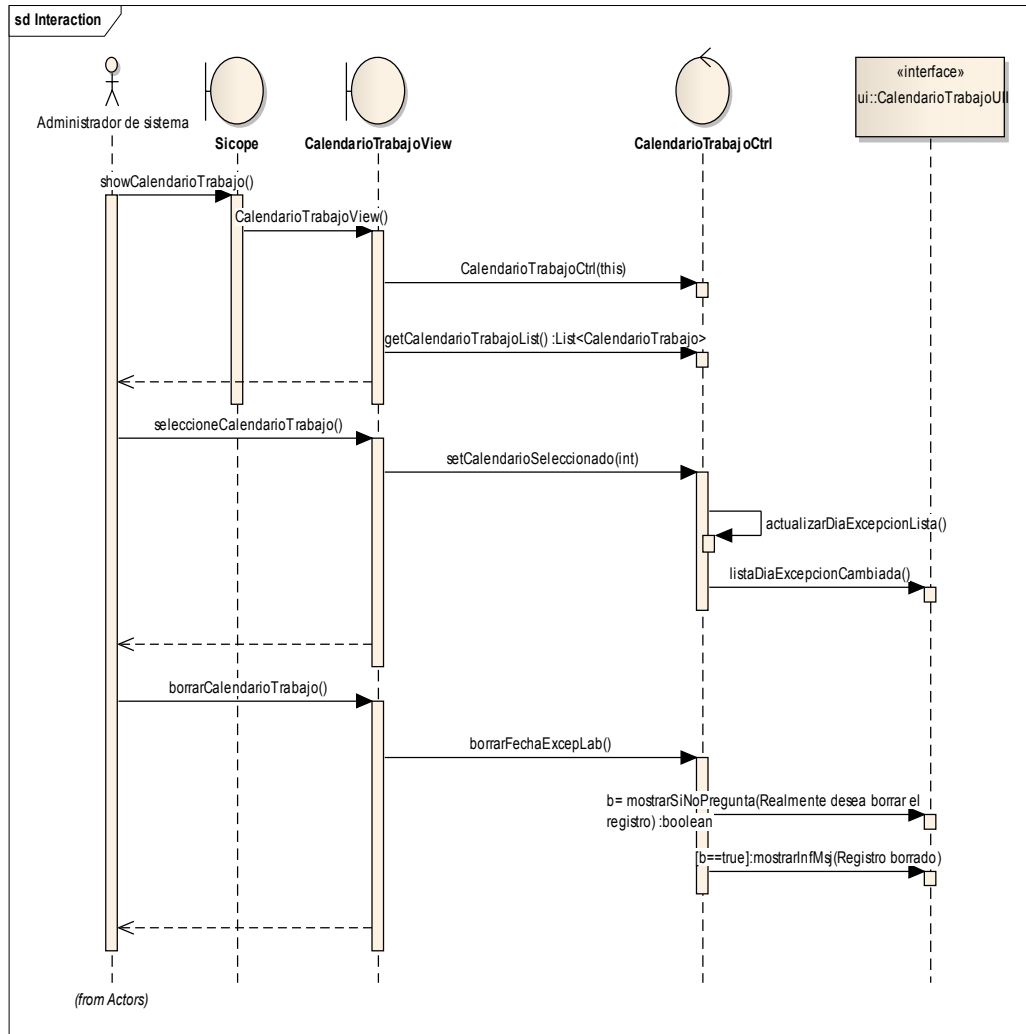 sd Interaction
«interface»
ui::CalendarioTrabajoUII
Administrador de sistema
Sicope
CalendarioTrabajoView
CalendarioTrabajoCtrl
showCalendarioTrabajo()
CalendarioTrabajoView()
CalendarioTrabajoCtrl(this)
getCalendarioTrabajoList() :List<CalendarioTrabajo>
seleccioneCalendarioTrabajo()
setCalendarioSeleccionado(int)
actualizarDiaExcepcionLista()
listaDiaExcepcionCambiada()
borrarCalendarioTrabajo()
borrarFechaExcepLab()
b= mostrarSiNoPregunta(Realmente desea borrar el
registro) :boolean
[b==true]:mostrarInfMsj(Registro borrado)
(from Actors)